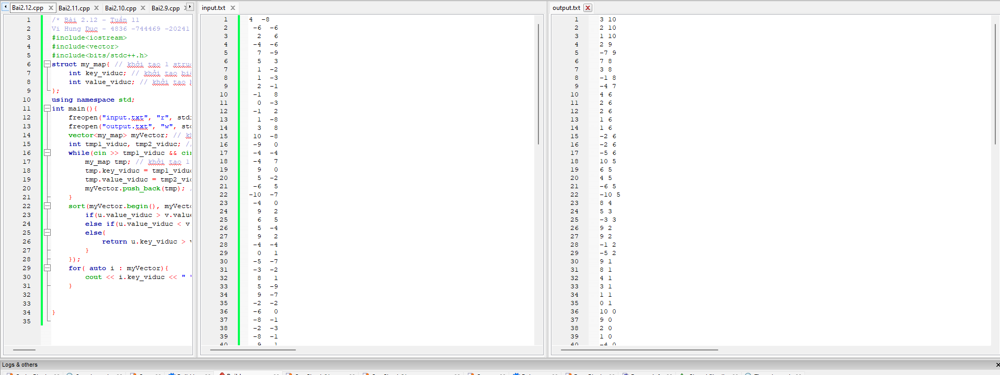 Bai2.12.cpp Bai2.11.cpp Bai2.10.cpp Bai2.9.cpp
1 /* Bài 2.12 - Tuần 11
2 Vi Hung Duc - 4836 -744469 -20241
3 #include<iostream>
4 #include<vector>
5 #include<bits/stdc++.h>
6 struct my_map{ // khởi tạo 1 struc
7 int key_viduc; // khởi tạo biế
8 int value_viduc; // khởi tạo b
9 };
10 using namespace std;
11 int main(){
12 freopen("input.txt", "r", stdi
13 freopen("output.txt", "w", std
14 vector<my_map> myVector; // kh
15 int tmp1_viduc, tmp2_viduc; //
16 while(cin >> tmp1_viduc && cin
17 my_map tmp; // khởi tạo 1
18 tmp.key_viduc = tmp1_viduc
19 tmp.value_viduc = tmp2_vid
20 myVector.push_back(tmp); /
21 }
22 sort(myVector.begin(), myVecto
23 if(u.value_viduc > v.value
24 else if(u.value_viduc < v
25 else{
26 return u.key_viduc > v
27 }
28 });
29 for( auto i : myVector){
30 cout << i.key_viduc << " "
31 }
32
33
34 }
35
input.txt
1 4 -8
2 -6 -6
3 2 6
4 -4 -6
5 7 -9
6 5 3
7 1 -2
8 1 -3
9 2 -1
10 -1 8
11 0 -3
12 -1 2
13 1 -8
14 3 8
15 10 -8
16 -9 0
17 -4 -4
18 -4 7
19 9 0
20 5 -2
21 -6 5
22 -10 -7
23 -4 0
24 9 2
25 6 5
26 5 -4
27 9 2
28 -4 -4
29 0 1
30 -5 -7
31 -3 -2
32 8 1
33 5 -9
34 9 -7
35 -2 -2
36 -6 0
37 -8 -1
38 -2 -3
39 -8 -1
40 9 1
output.txt
1 3 10
2 2 10
3 1 10
4 2 9
5 -7 9
6 7 8
7 3 8
8 -1 8
9 -4 7
10 4 6
11 2 6
12 2 6
13 1 6
14 1 6
15 -2 6
16 -2 6
17 -5 6
18 10 5
19 6 5
20 4 5
21 -6 5
22 -10 5
23 8 4
24 5 3
25 -3 3
26 9 2
27 9 2
28 -1 2
29 -5 2
30 9 1
31 8 1
32 4 1
33 3 1
34 1 1
35 0 1
36 10 0
37 9 0
38 2 0
39 1 0
40 -4 0
Logs & others